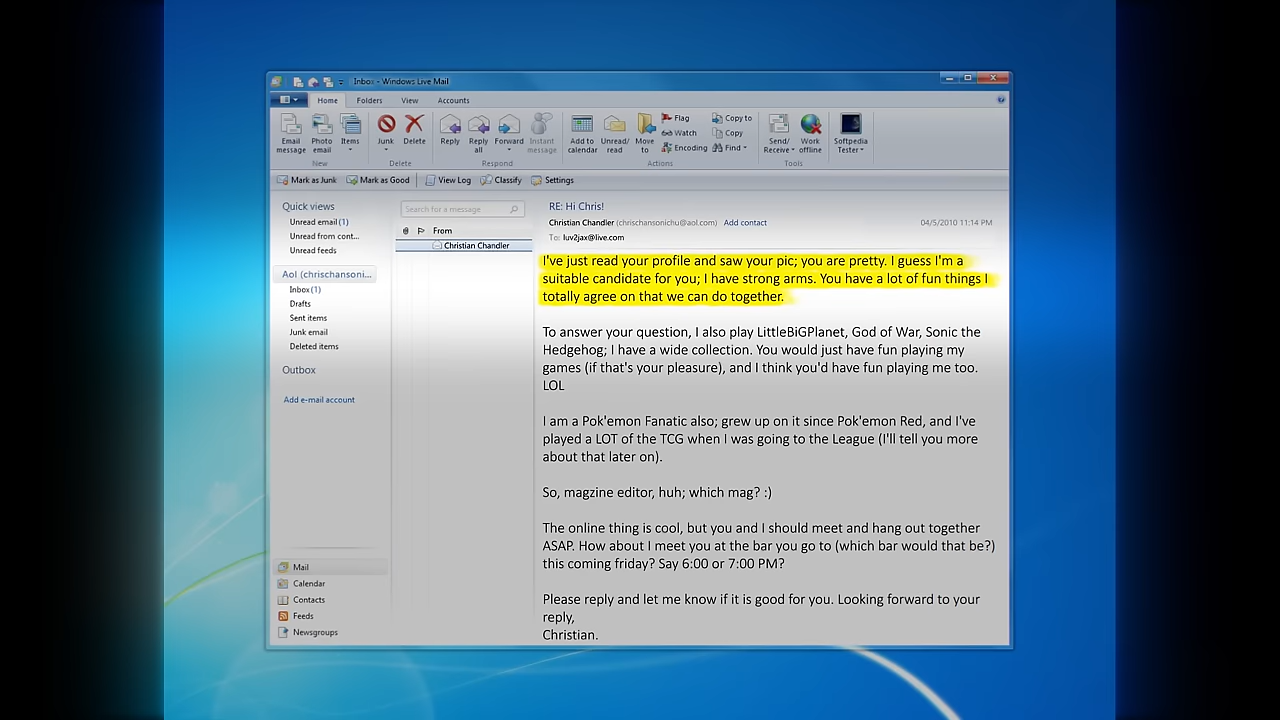 Inbox - Windows Live Mail
Home Folders View Accounts
Email message
Photo email
Items
New
Junk
Delete
Delete
Reply
Reply all
Forward
Instant message
Respond
Add to calendar
Unread/ read
Move to
Flag
Watch
Encoding
Copy to
Copy
Find
Actions
Send/ Receive
Work offline
Tools
Softpedia Tester
Mark as Junk Mark as Good View Log Classify Settings
Quick views
Unread email (1)
Unread from cont...
Unread feeds
Aol (chrischansoni...
Inbox (1)
Drafts
Sent items
Junk email
Deleted items
Outbox
Add e-mail account
Mail
Calendar
Contacts
Feeds
Newsgroups
Search for a message
From
Christian Chandler
RE: Hi Chris!
Christian Chandler (chrischansonichu@aol.com) Add contact 04/5/2010 11:14 PM
To: luv2jax@live.com
I've just read your profile and saw your pic; you are pretty. I guess I'm a
suitable candidate for you; I have strong arms. You have a lot of fun things I
totally agree on that we can do together.
To answer your question, I also play LittleBiGPlanet, God of War, Sonic the
Hedgehog; I have a wide collection. You would just have fun playing my
games (if that's your pleasure), and I think you'd have fun playing me too.
LOL
I am a Pok'emon Fanatic also; grew up on it since Pok'emon Red, and I've
played a LOT of the TCG when I was going to the League (I'll tell you more
about that later on).
So, magzine editor, huh; which mag? :)
The online thing is cool, but you and I should meet and hang out together
ASAP. How about I meet you at the bar you go to (which bar would that be?)
this coming friday? Say 6:00 or 7:00 PM?
Please reply and let me know if it is good for you. Looking forward to your
reply,
Christian.